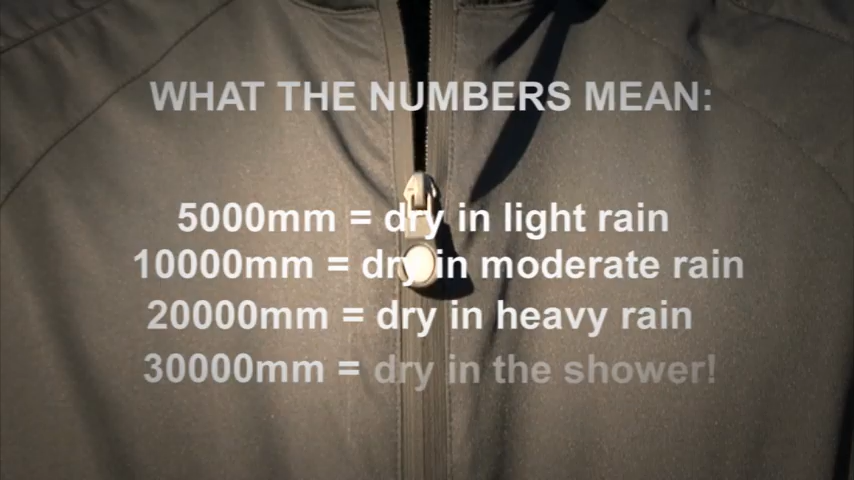 WHAT THE NUMBERS MEAN:
5000mm = dry in light rain
10000mm = dry in moderate rain
20000mm = dry in heavy rain
30000mm = dry in the shower!